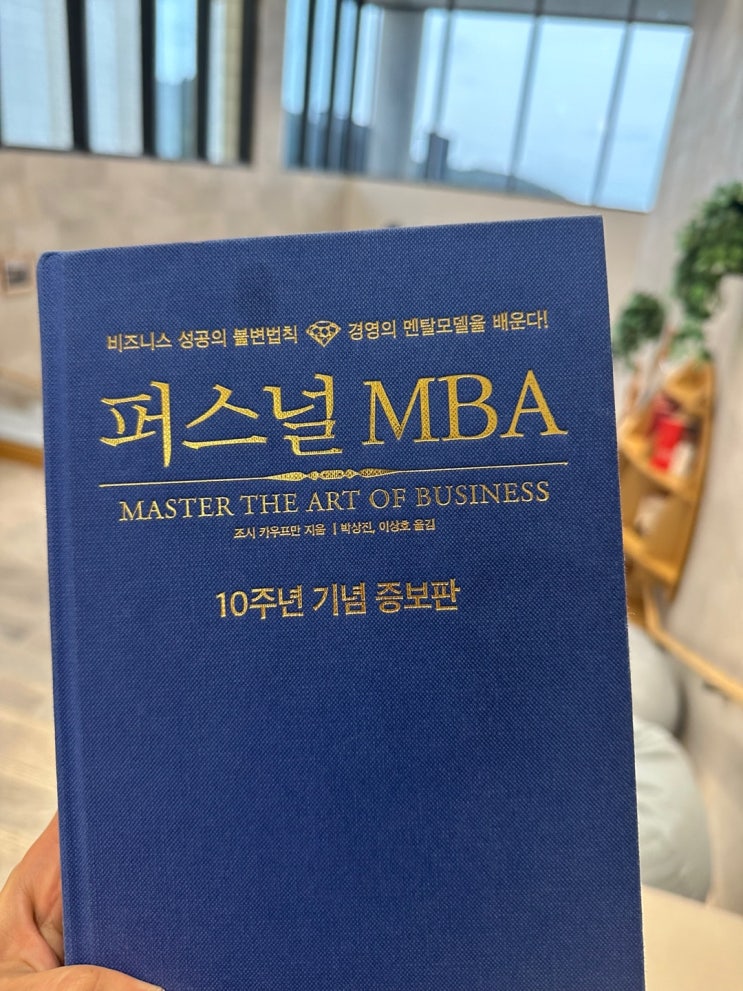 비즈니스 성공의 불변법칙 경영의 멘탈모델을 배운다!
퍼스널 MBA
MASTER THE ART OF BUSINESS
조시 카우프만 지음 | 박상진, 이상호 옮김
10주년 기념 증보판